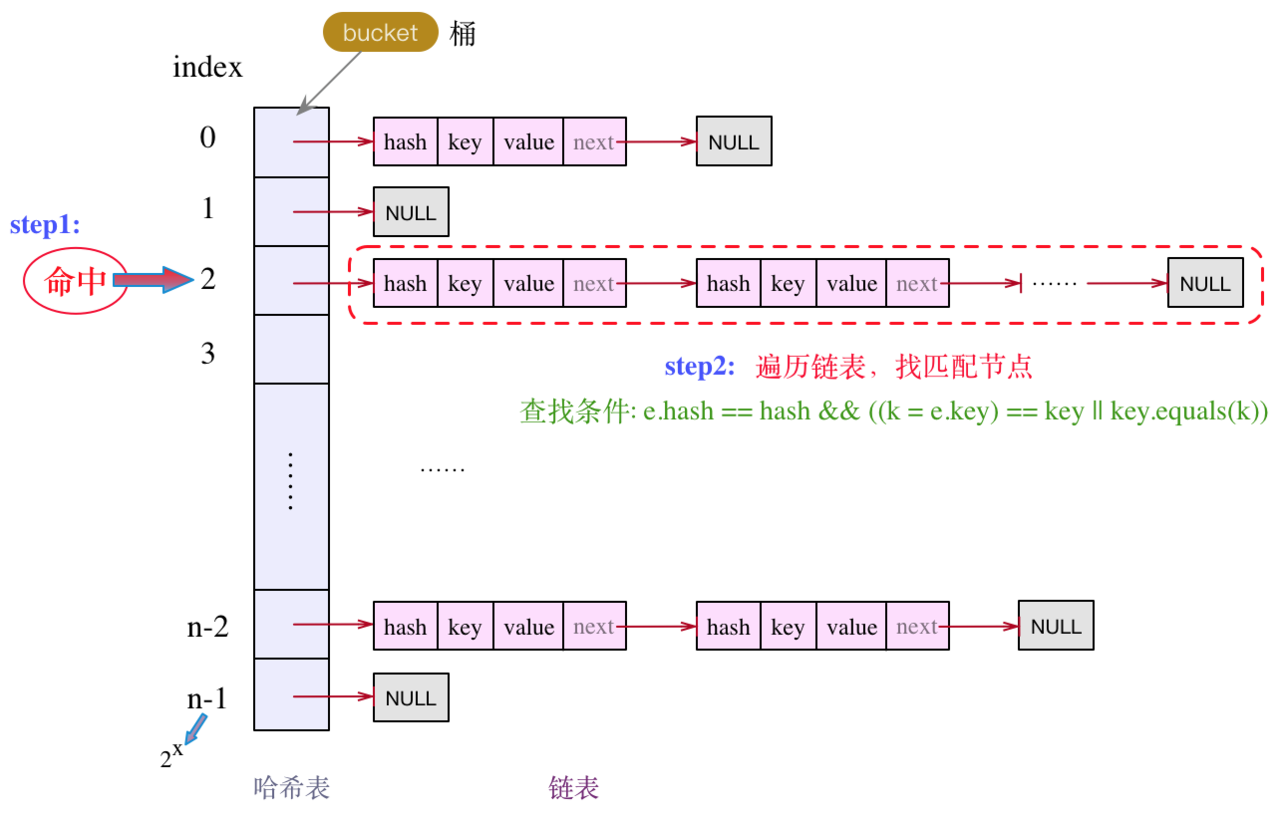 bucket 桶
index
0 hash key value next NULL
1 NULL
step1:
命中 2 hash key value next hash key value next ...... NULL
3
step2: 遍历链表，找匹配节点
查找条件: e.hash == hash && ((k = e.key) == key || key.equals(k))
...... ......
n-2 hash key value next hash key value next NULL
n-1 NULL
2^x
哈希表 链表